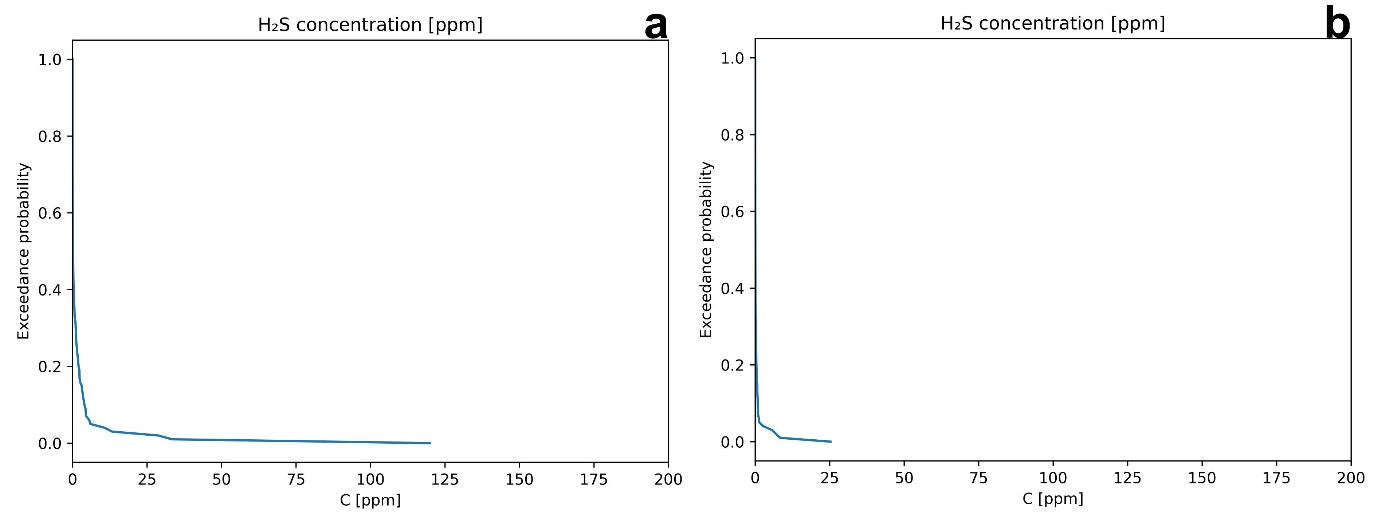 H₂S concentration [ppm]
a
Exceedance probability
1.0
0.8
0.6
0.4
0.2
0.0
0 25 50 75 100 125 150 175 200
C [ppm]
H₂S concentration [ppm]
b
Exceedance probability
1.0
0.8
0.6
0.4
0.2
0.0
0 25 50 75 100 125 150 175 200
C [ppm]